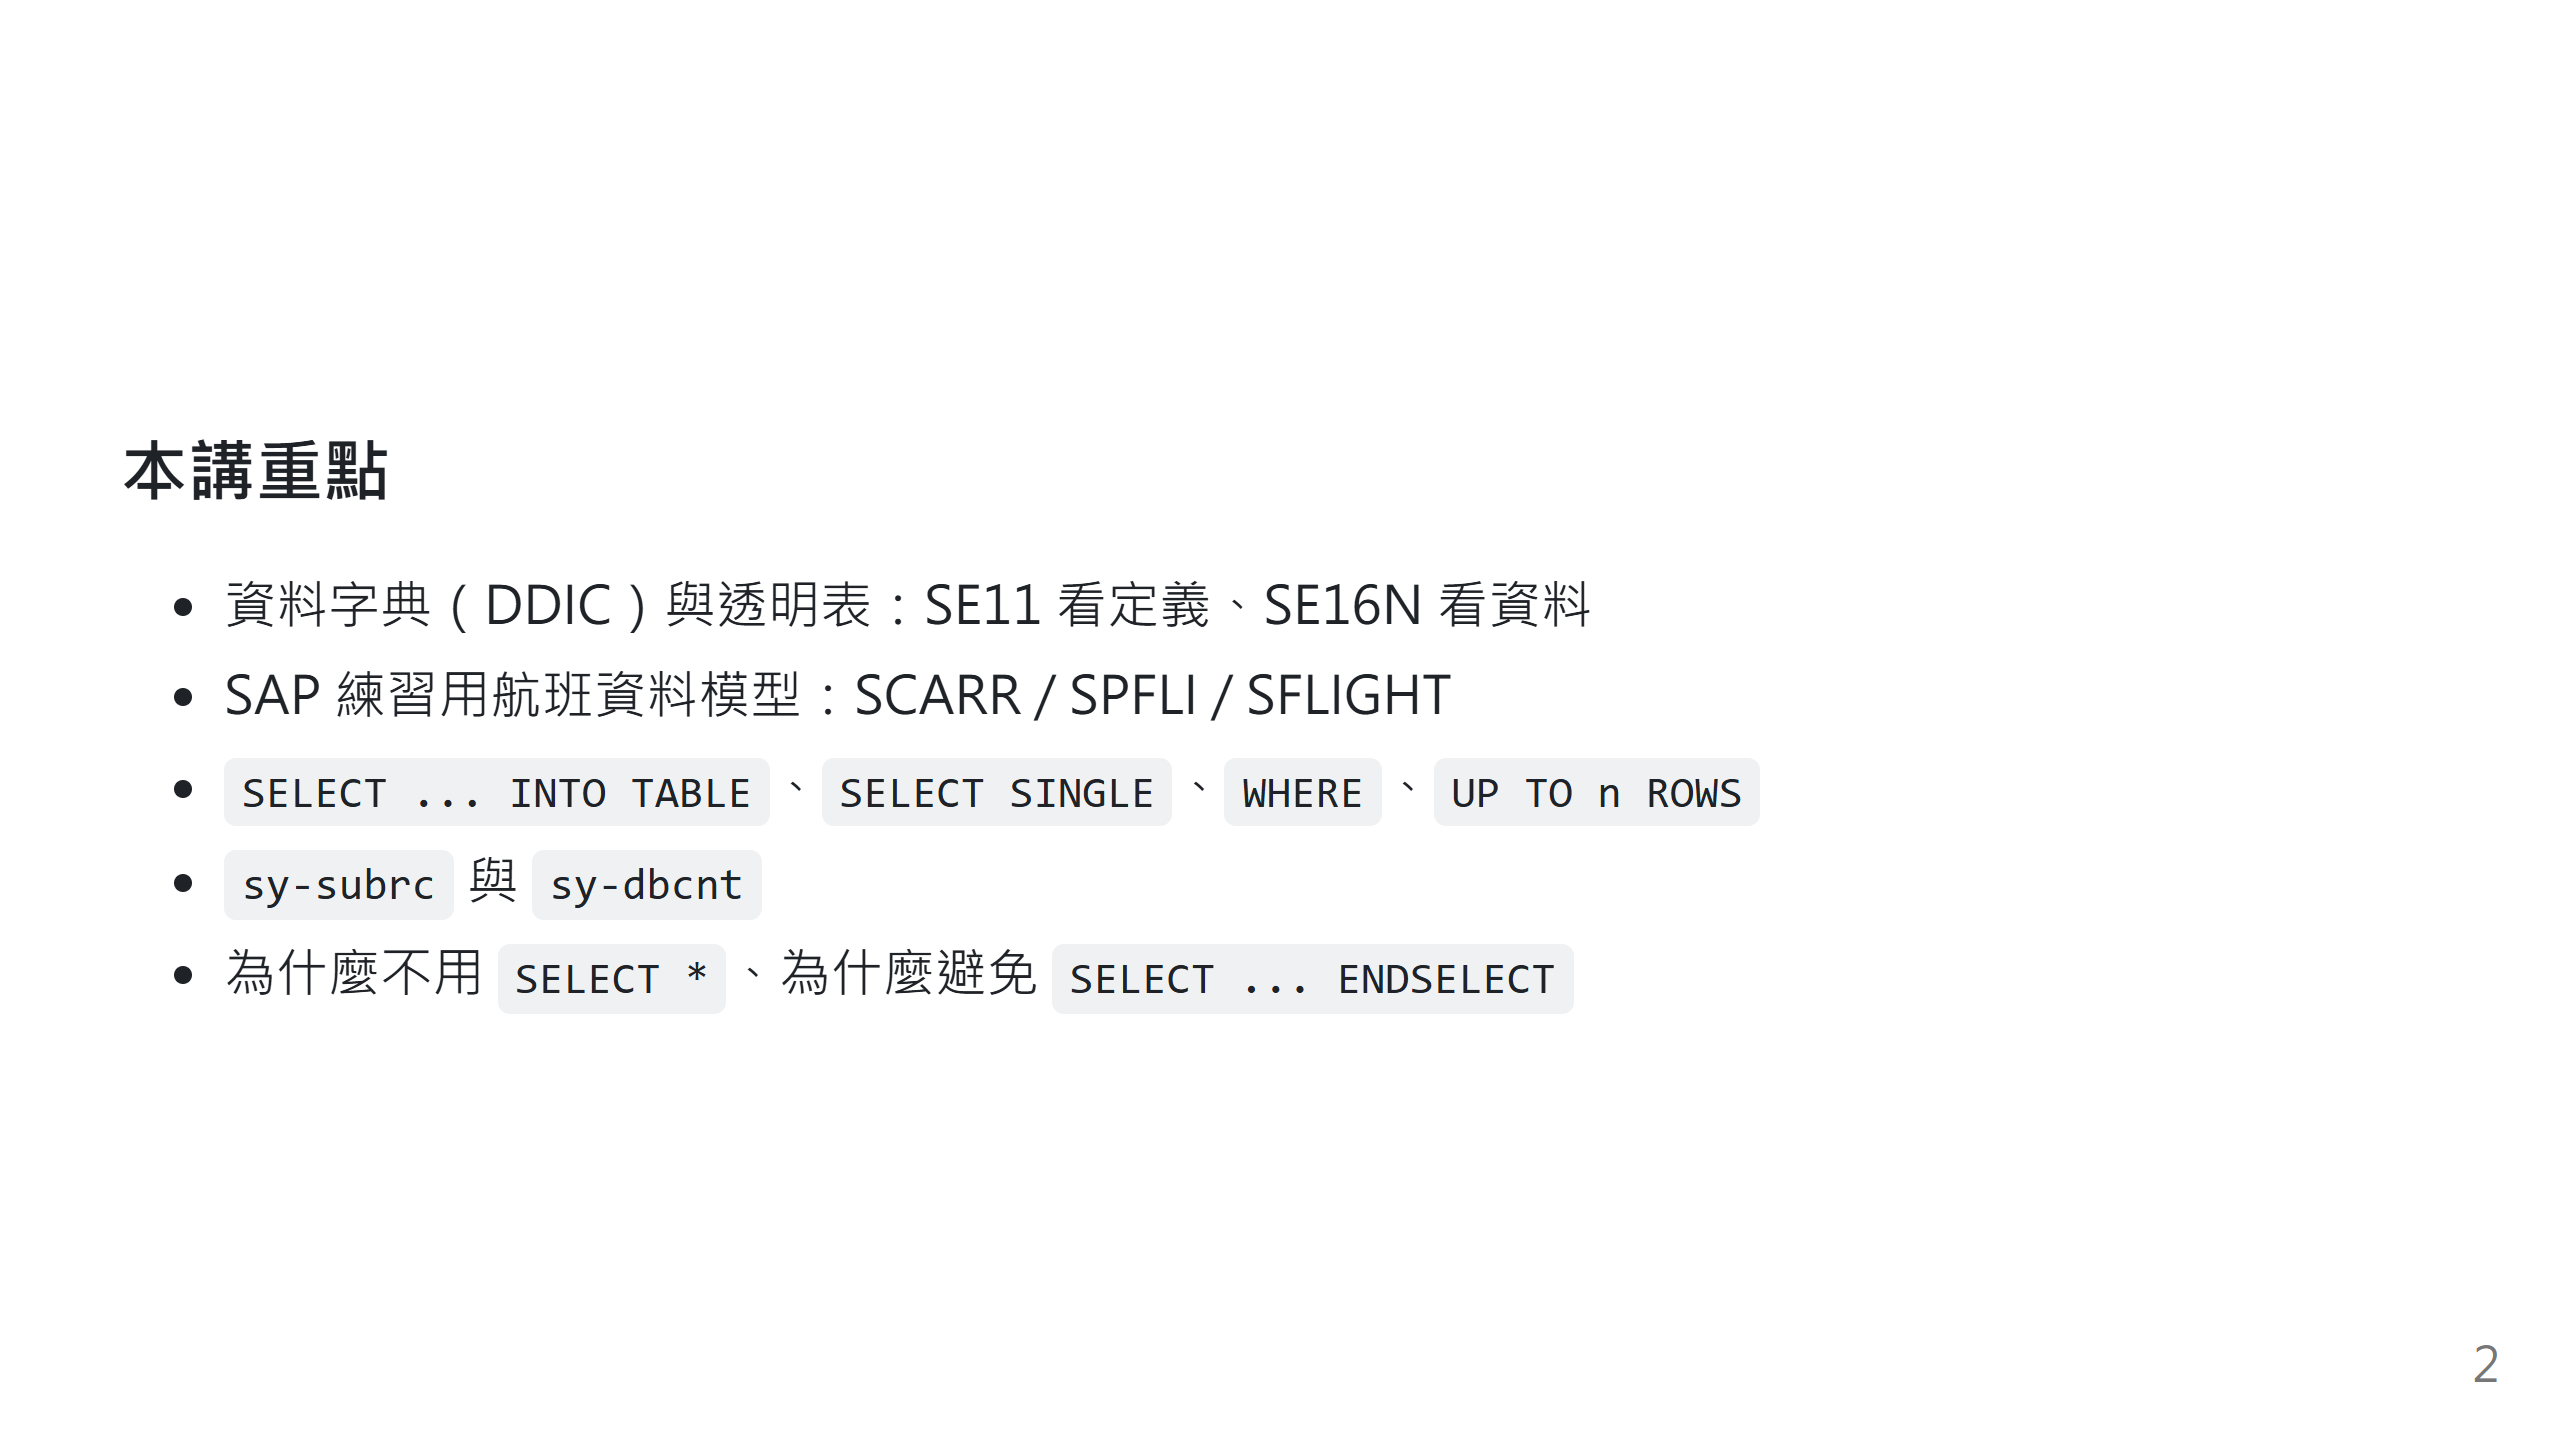 本講重點
資料字典（DDIC）與透明表：SE11 看定義、SE16N 看資料
SAP 練習用航班資料模型：SCARR / SPFLI / SFLIGHT
SELECT ... INTO TABLE、SELECT SINGLE、WHERE、UP TO n ROWS
sy-subrc 與 sy-dbcnt
為什麼不用 SELECT *、為什麼避免 SELECT ... ENDSELECT
2